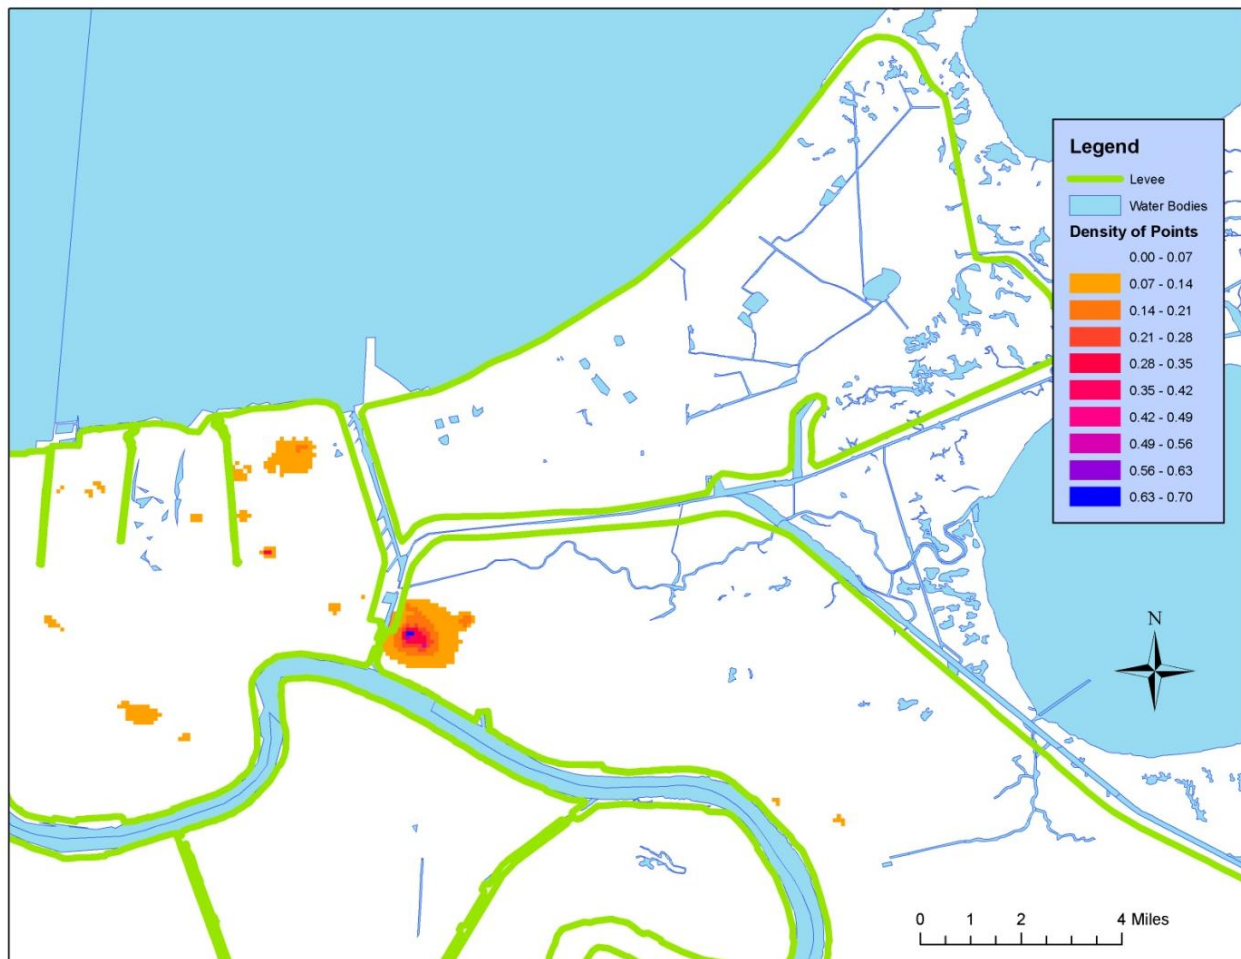 Legend
Levee
Water Bodies
Density of Points
0.00 - 0.07
0.07 - 0.14
0.14 - 0.21
0.21 - 0.28
0.28 - 0.35
0.35 - 0.42
0.42 - 0.49
0.49 - 0.56
0.56 - 0.63
0.63 - 0.70
N
0 1 2 4 Miles